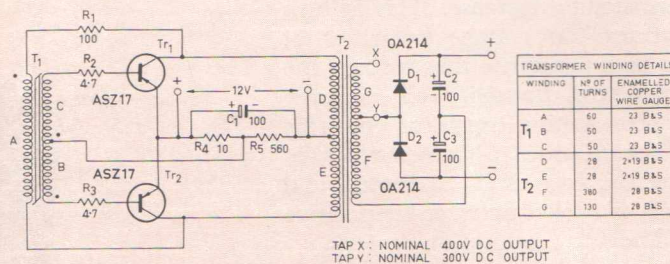 R1
100
T1
R2
4·7
Tr1
ASZ17
A
C
B
ASZ17
R3
4·7
Tr2
+
12V
−
+
−
C1
100
R4
10
R5
560
T2
D
E
G
F
X
Y
OA214
D1
D2
OA214
+
C2
−
100
+
C3
−
100
+
−
TAP X : NOMINAL 400V DC OUTPUT
TAP Y : NOMINAL 300V DC OUTPUT
TRANSFORMER WINDING DETAILS
WINDING Nº OF TURNS ENAMELLED COPPER WIRE GAUGE
T1
A 60 23 B&S
B 50 23 B&S
C 50 23 B&S
T2
D 28 2×19 B&S
E 28 2×19 B&S
F 380 28 B&S
G 130 28 B&S